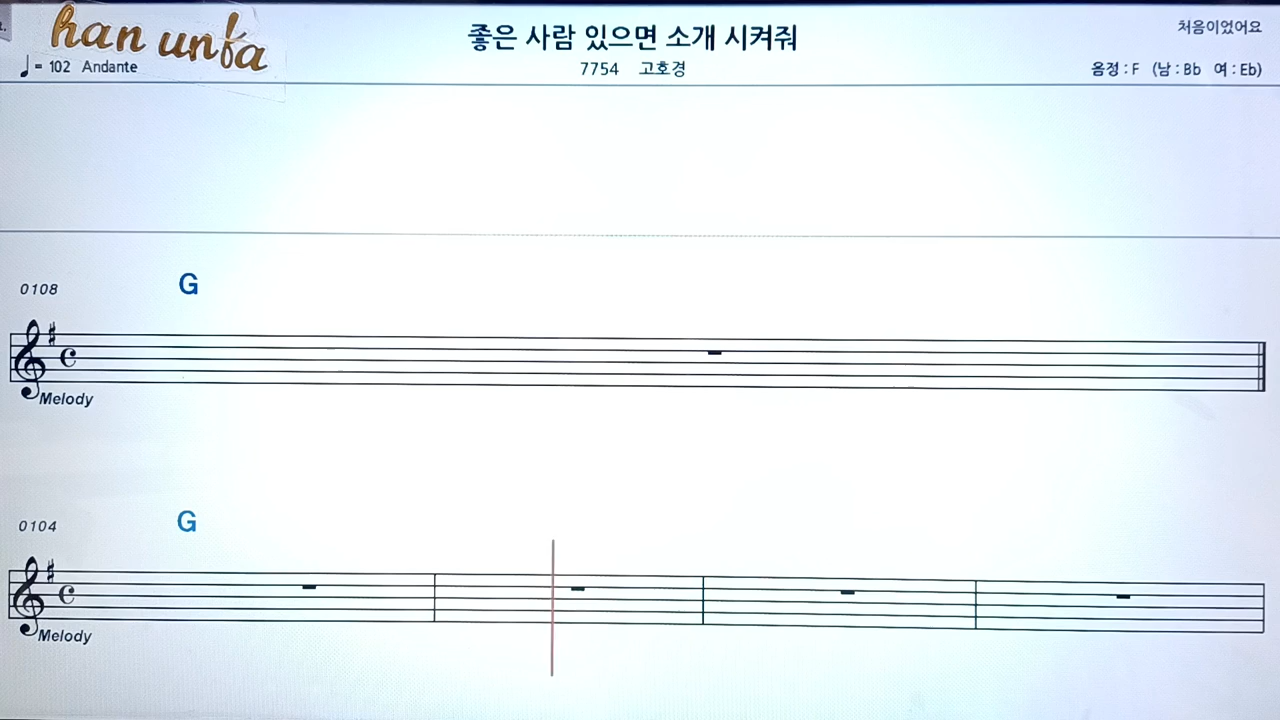 han unfa
좋은 사람 있으면 소개 시켜줘
처음이었어요
♩= 102 Andante
7754 고호경
음정 : F (남 : Bb 여 : Eb)
0108 G
Melody
0104 G
Melody